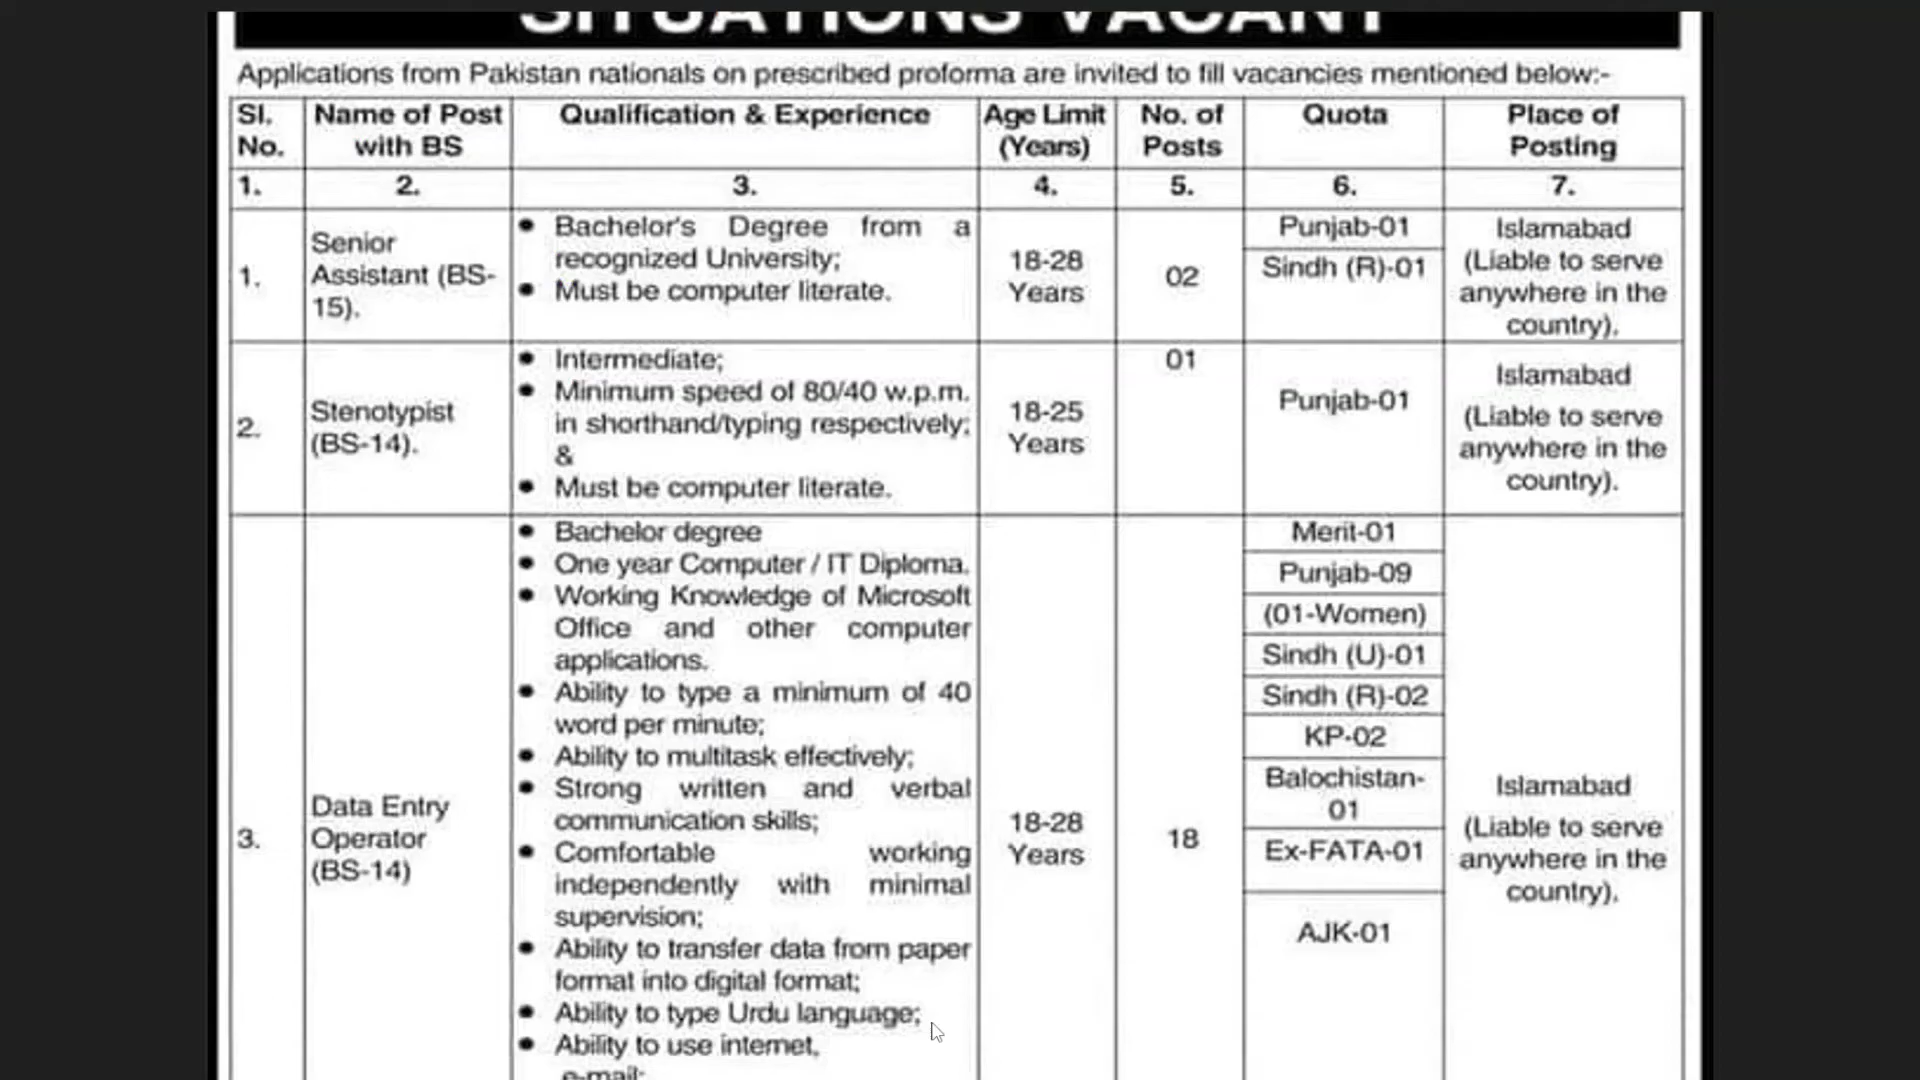 SITUATIONS VACANT
Applications from Pakistan nationals on prescribed proforma are invited to fill vacancies mentioned below:-
Sl. No.
Name of Post with BS
Qualification & Experience
Age Limit (Years)
No. of Posts
Quota
Place of Posting
1.
2.
3.
4.
5.
6.
7.
1.
Senior
Assistant (BS-
15).
• Bachelor's Degree from a
recognized University;
• Must be computer literate.
18-28
Years
02
Punjab-01
Sindh (R)-01
Islamabad
(Liable to serve
anywhere in the
country).
2.
Stenotypist
(BS-14).
• Intermediate;
• Minimum speed of 80/40 w.p.m.
in shorthand/typing respectively;
&
• Must be computer literate.
18-25
Years
01
Punjab-01
Islamabad
(Liable to serve
anywhere in the
country).
3.
Data Entry
Operator
(BS-14)
• Bachelor degree
• One year Computer / IT Diploma.
• Working Knowledge of Microsoft
Office and other computer
applications.
• Ability to type a minimum of 40
word per minute;
• Ability to multitask effectively;
• Strong written and verbal
communication skills;
• Comfortable working
independently with minimal
supervision;
• Ability to transfer data from paper
format into digital format;
• Ability to type Urdu language;
• Ability to use internet,
e-mail;
18-28
Years
18
Merit-01
Punjab-09
(01-Women)
Sindh (U)-01
Sindh (R)-02
KP-02
Balochistan-
01
Ex-FATA-01
AJK-01
Islamabad
(Liable to serve
anywhere in the
country).